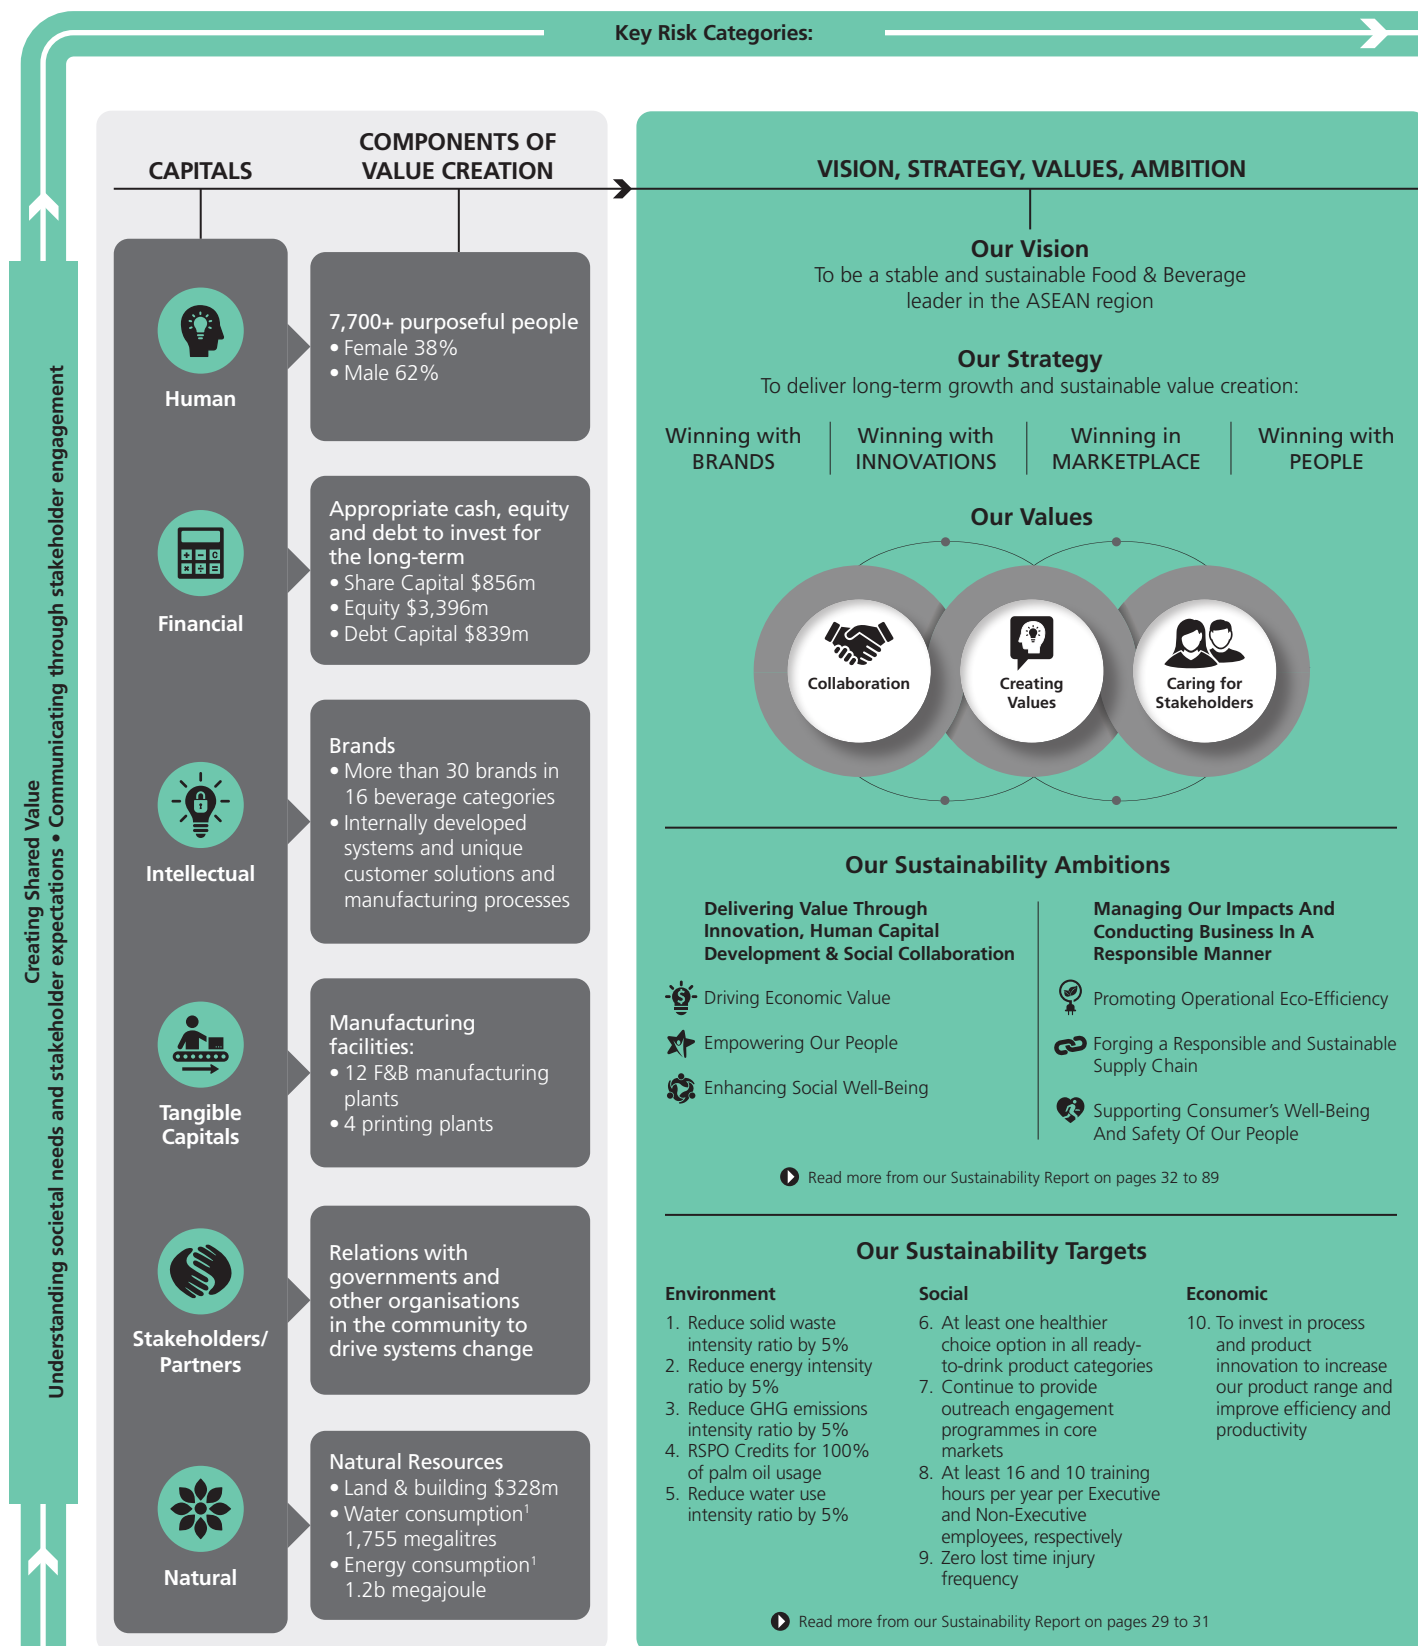 Key Risk Categories:
Creating Shared Value
Understanding societal needs and stakeholder expectations • Communicating through stakeholder engagement
CAPITALS
COMPONENTS OF
VALUE CREATION
Human
7,700+ purposeful people
• Female 38%
• Male 62%
Financial
Appropriate cash, equity
and debt to invest for
the long-term
• Share Capital $856m
• Equity $3,396m
• Debt Capital $839m
Intellectual
Brands
• More than 30 brands in
16 beverage categories
• Internally developed
systems and unique
customer solutions and
manufacturing processes
Tangible
Capitals
Manufacturing
facilities:
• 12 F&B manufacturing
plants
• 4 printing plants
Stakeholders/
Partners
Relations with
governments and
other organisations
in the community to
drive systems change
Natural
Natural Resources
• Land & building $328m
• Water consumption¹
1,755 megalitres
• Energy consumption¹
1.2b megajoule
VISION, STRATEGY, VALUES, AMBITION
Our Vision
To be a stable and sustainable Food & Beverage
leader in the ASEAN region
Our Strategy
To deliver long-term growth and sustainable value creation:
Winning with
BRANDS
Winning with
INNOVATIONS
Winning in
MARKETPLACE
Winning with
PEOPLE
Our Values
Collaboration
Creating
Values
Caring for
Stakeholders
Our Sustainability Ambitions
Delivering Value Through
Innovation, Human Capital
Development & Social Collaboration
Driving Economic Value
Empowering Our People
Enhancing Social Well-Being
Managing Our Impacts And
Conducting Business In A
Responsible Manner
Promoting Operational Eco-Efficiency
Forging a Responsible and Sustainable
Supply Chain
Supporting Consumer's Well-Being
And Safety Of Our People
Read more from our Sustainability Report on pages 32 to 89
Our Sustainability Targets
Environment
1. Reduce solid waste
intensity ratio by 5%
2. Reduce energy intensity
ratio by 5%
3. Reduce GHG emissions
intensity ratio by 5%
4. RSPO Credits for 100%
of palm oil usage
5. Reduce water use
intensity ratio by 5%
Social
6. At least one healthier
choice option in all ready-
to-drink product categories
7. Continue to provide
outreach engagement
programmes in core
markets
8. At least 16 and 10 training
hours per year per Executive
and Non-Executive
employees, respectively
9. Zero lost time injury
frequency
Economic
10. To invest in process
and product
innovation to increase
our product range and
improve efficiency and
productivity
Read more from our Sustainability Report on pages 29 to 31